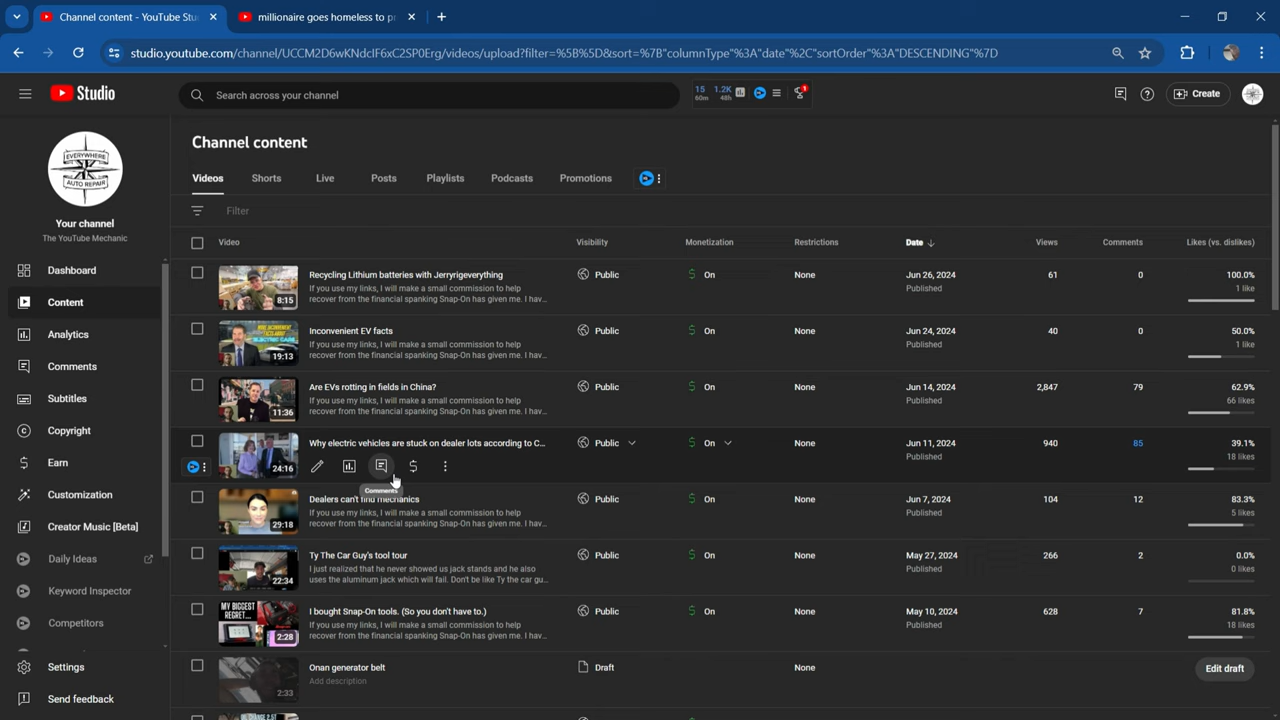 Channel content - YouTube Stu
millionaire goes homeless to pr
studio.youtube.com/channel/UCCM2D6wKNdcIF6xC2SP0Erg/videos/upload?filter=%5B%5D&sort=%7B"columnType"%3A"date"%2C"sortOrder"%3A"DESCENDING"%7D
Studio
Search across your channel
15 1.2K
60m 48h
1
Create
EVERYWHERE
AUTO REPAIR
Your channel
The YouTube Mechanic
Dashboard
Content
Analytics
Comments
Subtitles
Copyright
Earn
Customization
Creator Music [Beta]
Daily Ideas
Keyword Inspector
Competitors
Settings
Send feedback
Channel content
Videos Shorts Live Posts Playlists Podcasts Promotions
Filter
Video Visibility Monetization Restrictions Date Views Comments Likes (vs. dislikes)
8:15
Recycling Lithium batteries with Jerryrigeverything
If you use my links, I will make a small commission to help
recover from the financial spanking Snap-On has given me. I hav...
Public $ On None Jun 26, 2024 61 0 100.0%
Published 1 like
19:13
Inconvenient EV facts
If you use my links, I will make a small commission to help
recover from the financial spanking Snap-On has given me. I hav...
Public $ On None Jun 24, 2024 40 0 50.0%
Published 1 like
11:36
Are EVs rotting in fields in China?
If you use my links, I will make a small commission to help
recover from the financial spanking Snap-On has given me. I hav...
Public $ On None Jun 14, 2024 2,847 79 62.9%
Published 66 likes
24:16
Why electric vehicles are stuck on dealer lots according to C...
Public $ On None Jun 11, 2024 940 85 39.1%
Published 18 likes
Comments
29:18
Dealers can't find mechanics
If you use my links, I will make a small commission to help
recover from the financial spanking Snap-On has given me. I hav...
Public $ On None Jun 7, 2024 104 12 83.3%
Published 5 likes
22:34
Ty The Car Guy's tool tour
I just realized that he never showed us jack stands and he also
uses the aluminum jack which will fail. Don't be like Ty the car gu...
Public $ On None May 27, 2024 266 2 0.0%
Published 0 likes
MY BIGGEST
REGRET...
2:28
I bought Snap-On tools. (So you don't have to.)
If you use my links, I will make a small commission to help
recover from the financial spanking Snap-On has given me. I hav...
Public $ On None May 10, 2024 628 7 81.8%
Published 18 likes
2:33
Onan generator belt
Add description
Draft None Edit draft